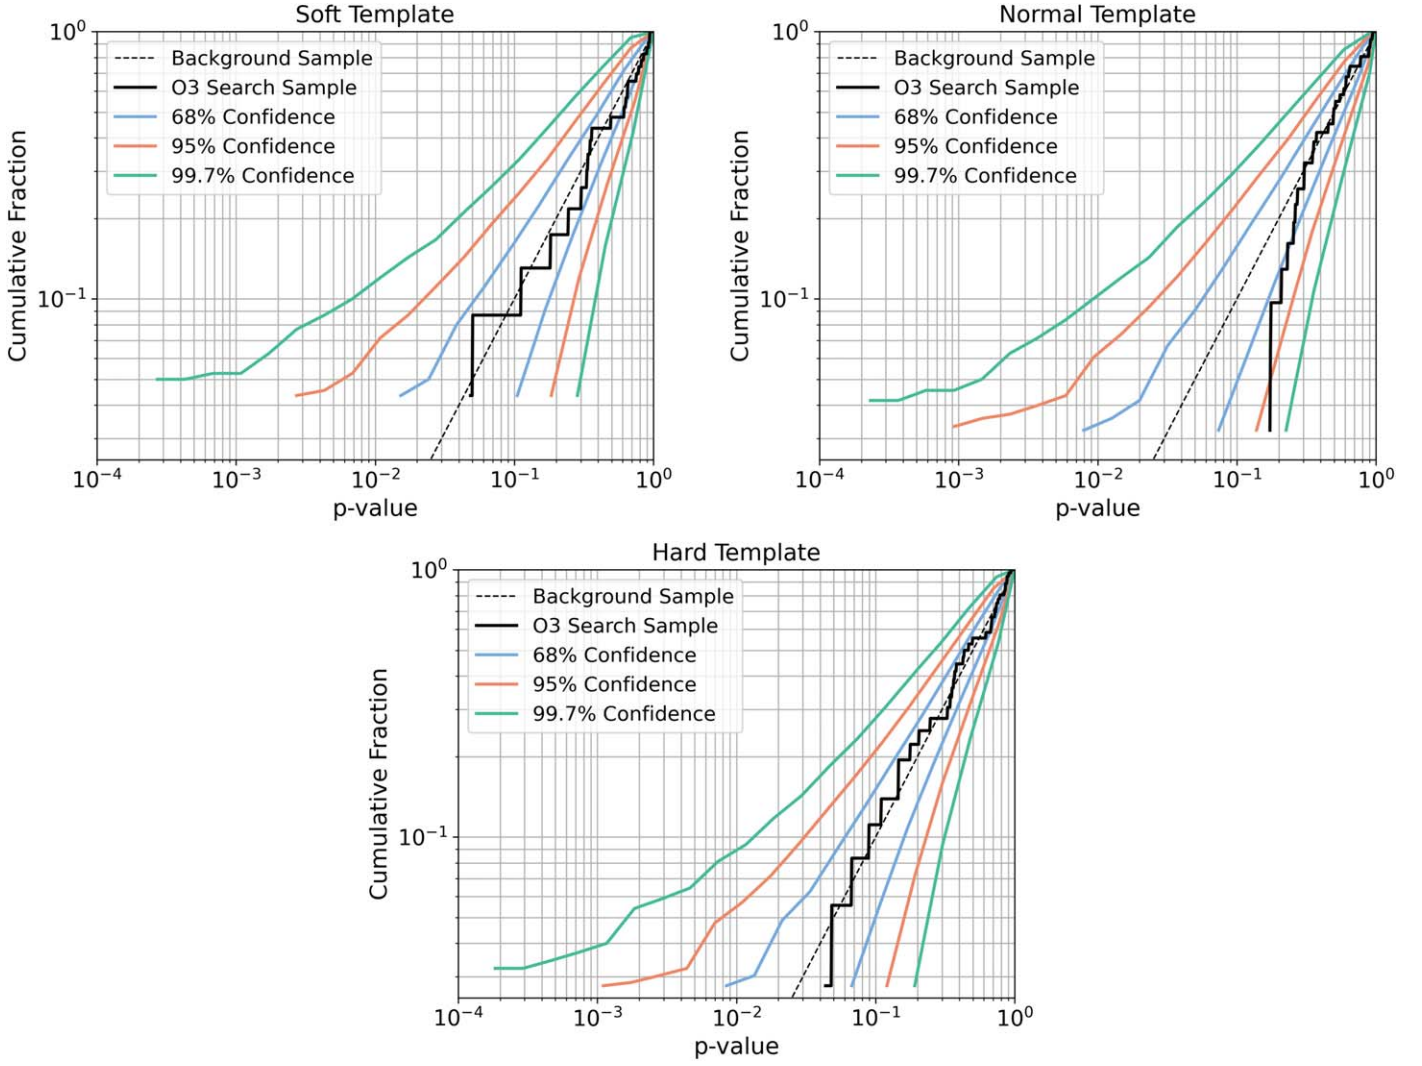 Soft Template
10^0
10^-1
Cumulative Fraction
Background Sample
O3 Search Sample
68% Confidence
95% Confidence
99.7% Confidence
10^-4 10^-3 10^-2 10^-1 10^0
p-value
Normal Template
10^0
10^-1
Cumulative Fraction
Background Sample
O3 Search Sample
68% Confidence
95% Confidence
99.7% Confidence
10^-4 10^-3 10^-2 10^-1 10^0
p-value
Hard Template
10^0
10^-1
Cumulative Fraction
Background Sample
O3 Search Sample
68% Confidence
95% Confidence
99.7% Confidence
10^-4 10^-3 10^-2 10^-1 10^0
p-value